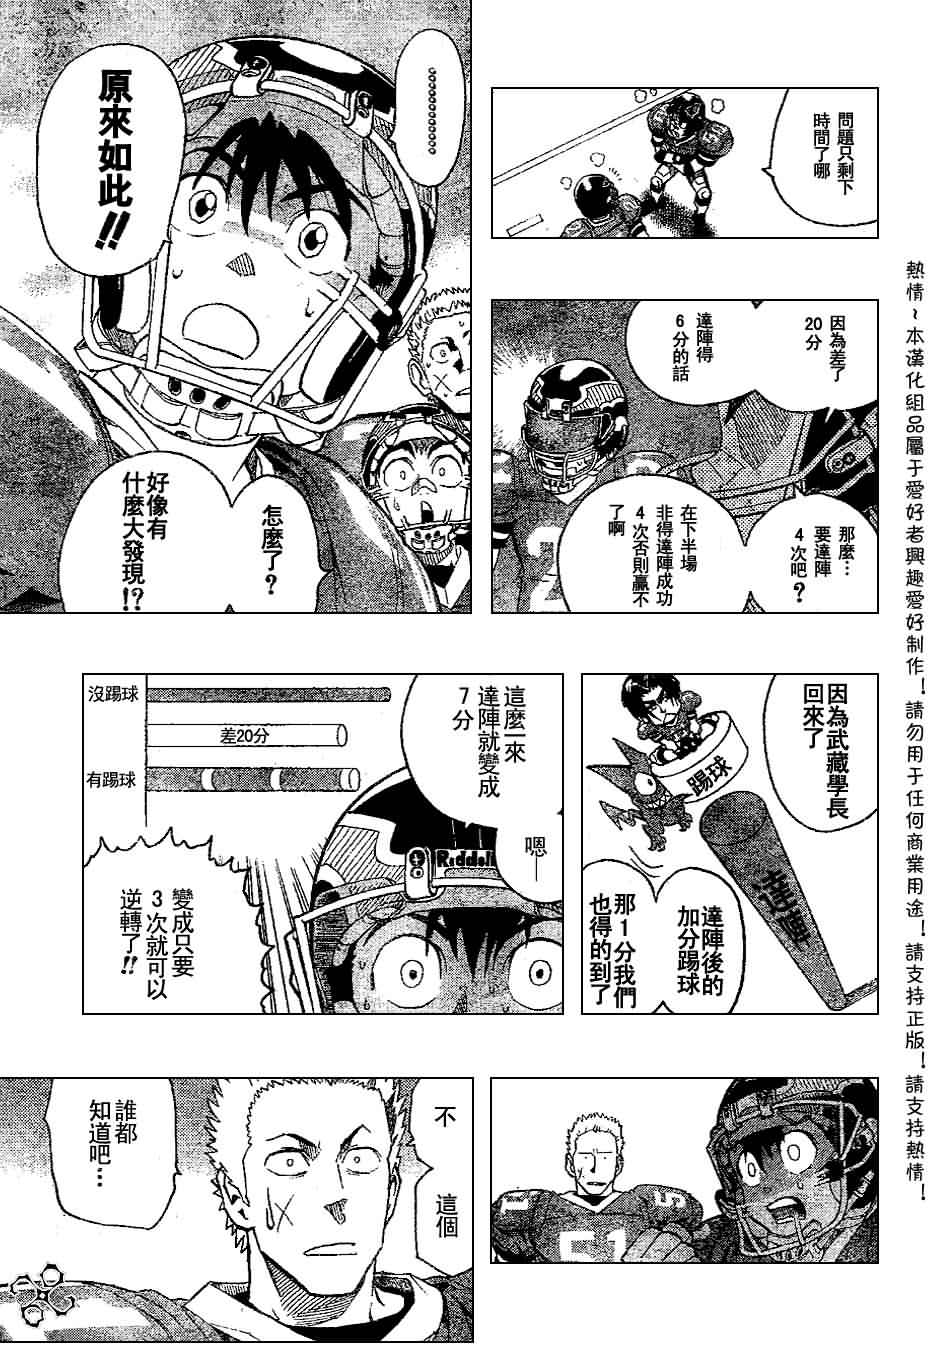 問題只剩下
時間了哪
因為差了
20分
達陣得
6分的話
那麼…
要達陣
4次吧？
在下半場
非得達陣成功
4次否則贏不
了啊
…………
原來如此!!
怎麼了？
好像有
什麼大發現!?
因為武藏學長
回來了
踢球
達陣
達陣後的
加分踢球
那1分我們
也得的到了
嗯——
這麼一來
達陣就變成
7分
Riddell
沒踢球
差20分
有踢球
變成只要
3次就可以
逆轉了!!
51
5
不
這個
誰都
知道吧…
熱情～本漢化組品屬于愛好者興趣愛好制作！請勿用于任何商業用途！請支持正版！請支持熱情！